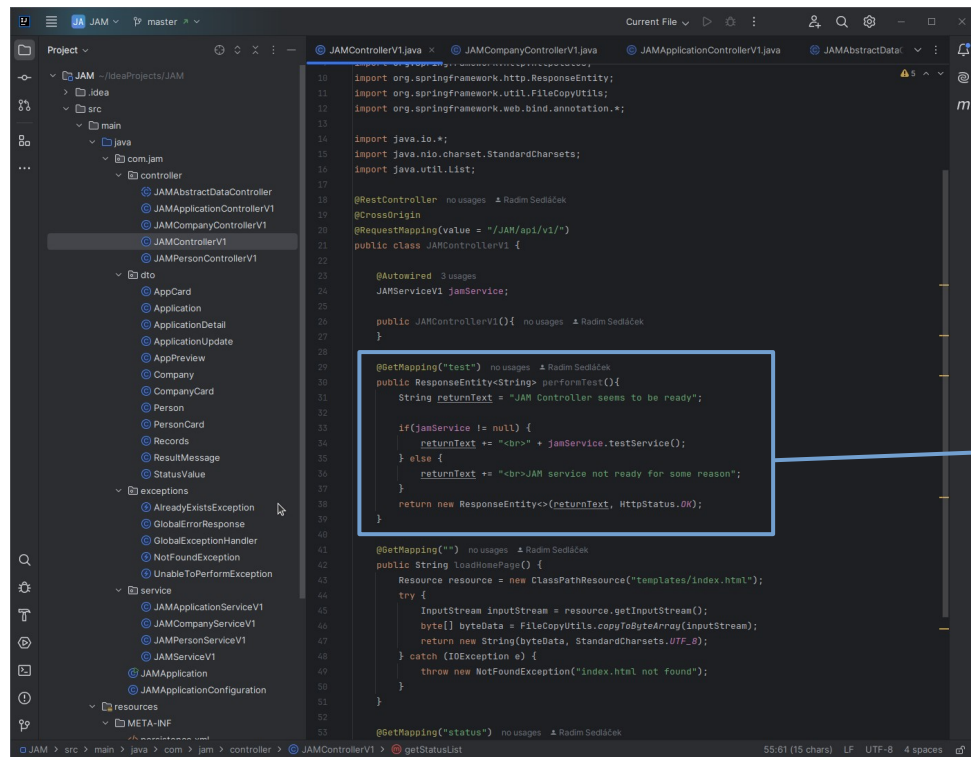 JA JAM master Current File
Project
JAMControllerV1.java JAMCompanyControllerV1.java JAMApplicationControllerV1.java JAMAbstractDataC
JAM ~/IdeaProjects/JAM
.idea
src
main
java
com.jam
controller
JAMAbstractDataController
JAMApplicationControllerV1
JAMCompanyControllerV1
JAMControllerV1
JAMPersonControllerV1
dto
AppCard
Application
ApplicationDetail
ApplicationUpdate
AppPreview
Company
CompanyCard
Person
PersonCard
Records
ResultMessage
StatusValue
exceptions
AlreadyExistsException
GlobalErrorResponse
GlobalExceptionHandler
NotFoundException
UnableToPerformException
service
JAMApplicationServiceV1
JAMCompanyServiceV1
JAMPersonServiceV1
JAMServiceV1
JAMApplication
JAMApplicationConfiguration
resources
META-INF
5
10 import org.springframework.http.ResponseEntity;
11 import org.springframework.util.FileCopyUtils;
12 import org.springframework.web.bind.annotation.*;
13
14 import java.io.*;
15 import java.nio.charset.StandardCharsets;
16 import java.util.List;
17
18 @RestController no usages Radim Sedláček
19 @CrossOrigin
20 @RequestMapping(value = "/JAM/api/v1/")
21 public class JAMControllerV1 {
22
23 @Autowired 3 usages
24 JAMServiceV1 jamService;
25
26 public JAMControllerV1(){ no usages Radim Sedláček
27 }
28
29 @GetMapping("test") no usages Radim Sedláček
30 public ResponseEntity<String> performTest(){
31 String returnText = "JAM Controller seems to be ready";
32
33 if(jamService != null) {
34 returnText += "<br>" + jamService.testService();
35 } else {
36 returnText += "<br>JAM service not ready for some reason";
37 }
38 return new ResponseEntity<>(returnText, HttpStatus.OK);
39 }
40
41 @GetMapping("") no usages Radim Sedláček
42 public String loadHomePage() {
43 Resource resource = new ClassPathResource("templates/index.html");
44 try {
45 InputStream inputStream = resource.getInputStream();
46 byte[] byteData = FileCopyUtils.copyToByteArray(inputStream);
47 return new String(byteData, StandardCharsets.UTF_8);
48 } catch (IOException e) {
49 throw new NotFoundException("index.html not found");
50 }
51 }
52
53 @GetMapping("status") no usages Radim Sedláček
JAM > src > main > java > com > jam > controller > JAMControllerV1 > getStatusList 55:61 (15 chars) LF UTF-8 4 spaces